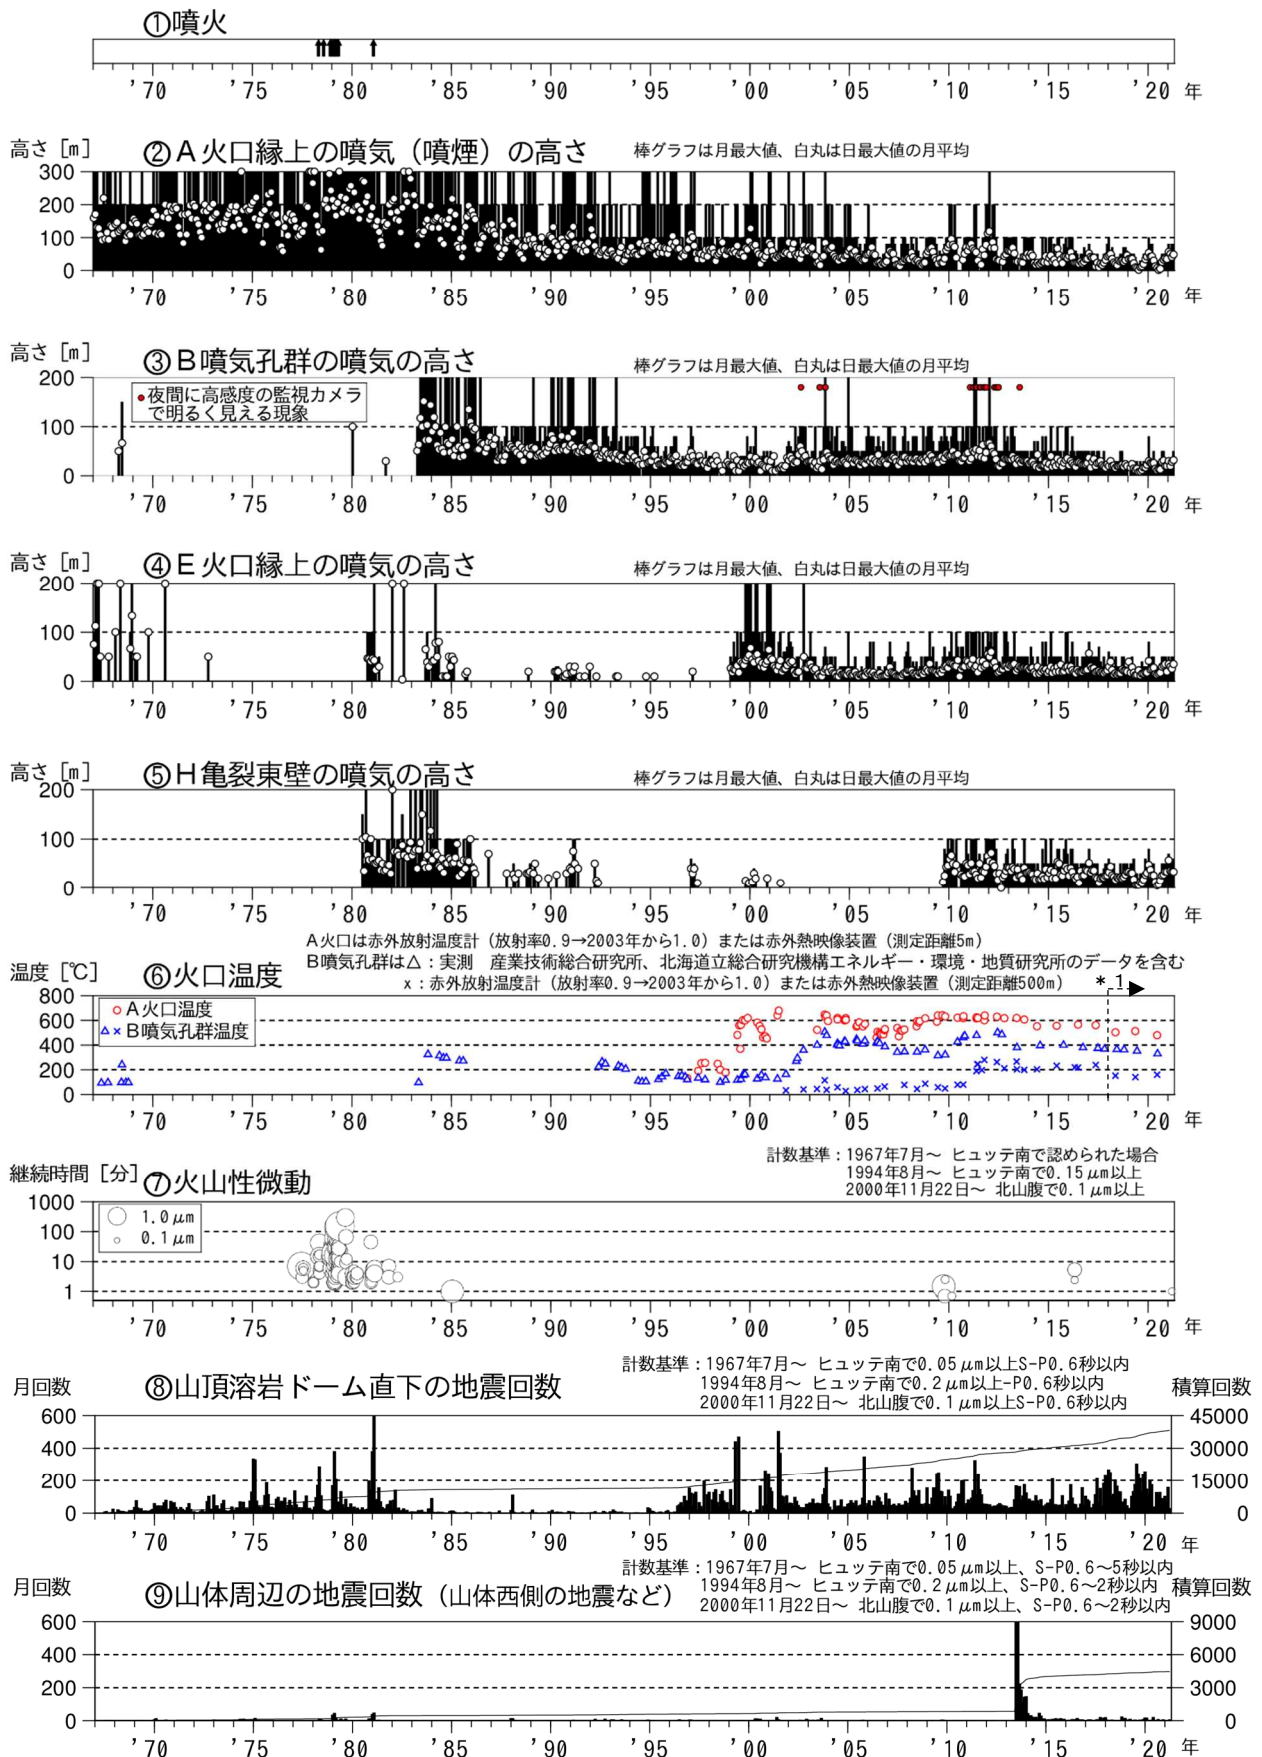 ①噴火
'70 '75 '80 '85 '90 '95 '00 '05 '10 '15 '20 年
高さ [m] ②A火口縁上の噴気（噴煙）の高さ 棒グラフは月最大値、白丸は日最大値の月平均
300
200
100
0
'70 '75 '80 '85 '90 '95 '00 '05 '10 '15 '20 年
高さ [m] ③B噴気孔群の噴気の高さ 棒グラフは月最大値、白丸は日最大値の月平均
200
夜間に高感度の監視カメラ
で明るく見える現象
100
0
'70 '75 '80 '85 '90 '95 '00 '05 '10 '15 '20 年
高さ [m] ④E火口縁上の噴気の高さ 棒グラフは月最大値、白丸は日最大値の月平均
200
100
0
'70 '75 '80 '85 '90 '95 '00 '05 '10 '15 '20 年
高さ [m] ⑤H亀裂東壁の噴気の高さ 棒グラフは月最大値、白丸は日最大値の月平均
200
100
0
'70 '75 '80 '85 '90 '95 '00 '05 '10 '15 '20 年
A火口は赤外放射温度計（放射率0.9→2003年から1.0）または赤外熱映像装置（測定距離5m）
B噴気孔群は△：実測 産業技術総合研究所、北海道立総合研究機構エネルギー・環境・地質研究所のデータを含む
温度 [℃] ⑥火口温度 x：赤外放射温度計（放射率0.9→2003年から1.0）または赤外熱映像装置（測定距離500m） *1
800
○ A火口温度
600
△ × B噴気孔群温度
400
200
0
'70 '75 '80 '85 '90 '95 '00 '05 '10 '15 '20 年
計数基準：1967年7月～ ヒュッテ南で認められた場合
継続時間 [分] ⑦火山性微動 1994年8月～ ヒュッテ南で0.15μm以上
2000年11月22日～ 北山腹で0.1μm以上
1000
1.0μm
100
0.1μm
10
1
'70 '75 '80 '85 '90 '95 '00 '05 '10 '15 '20 年
計数基準：1967年7月～ ヒュッテ南で0.05μm以上S-P0.6秒以内
月回数 ⑧山頂溶岩ドーム直下の地震回数 1994年8月～ ヒュッテ南で0.2μm以上-P0.6秒以内 積算回数
2000年11月22日～ 北山腹で0.1μm以上S-P0.6秒以内
600 45000
400 30000
200 15000
0 0
'70 '75 '80 '85 '90 '95 '00 '05 '10 '15 '20 年
計数基準：1967年7月～ ヒュッテ南で0.05μm以上、S-P0.6～5秒以内
月回数 ⑨山体周辺の地震回数（山体西側の地震など） 1994年8月～ ヒュッテ南で0.2μm以上、S-P0.6～2秒以内 積算回数
2000年11月22日～ 北山腹で0.1μm以上、S-P0.6～2秒以内
600 9000
400 6000
200 3000
0 0
'70 '75 '80 '85 '90 '95 '00 '05 '10 '15 '20 年